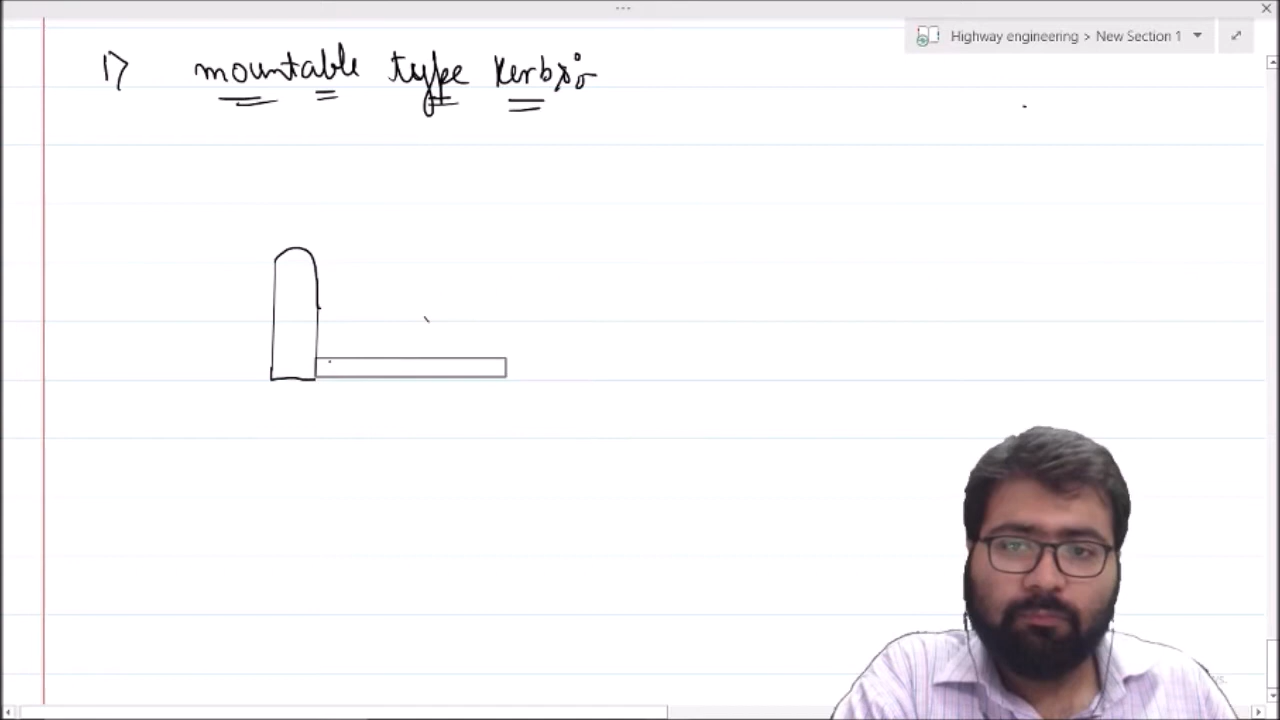 Highway engineering > New Section 1
1) mountable type kerbs:-